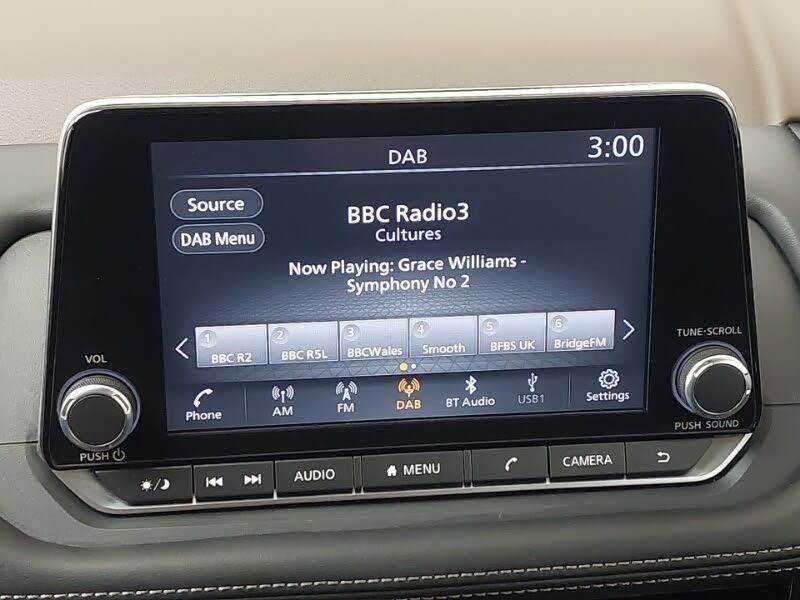 DAB
3:00
Source
DAB Menu
BBC Radio3
Cultures
Now Playing: Grace Williams -
Symphony No 2
1 BBC R2
2 BBC R5L
3 BBCWales
4 Smooth
5 BFBS UK
6 BridgeFM
Phone
AM
FM
DAB
BT Audio
USB1
Settings
VOL
PUSH
TUNE·SCROLL
PUSH SOUND
AUDIO
MENU
CAMERA